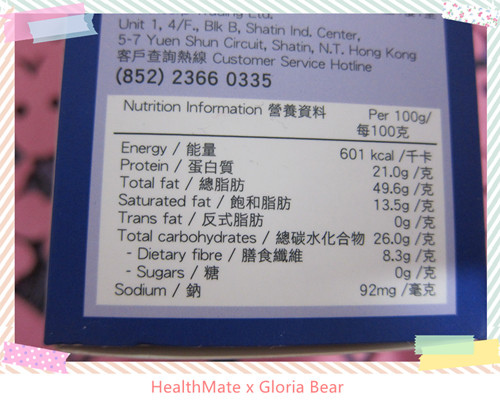 Trading Ltd.
Unit 1, 4/F., Blk B, Shatin Ind. Center,
5-7 Yuen Shun Circuit, Shatin, N.T. Hong Kong
客戶查詢熱線 Customer Service Hotline
(852) 2366 0335
Nutrition Information 營養資料 Per 100g/
每100克
Energy / 能量 601 kcal /千卡
Protein / 蛋白質 21.0g /克
Total fat / 總脂肪 49.6g /克
Saturated fat / 飽和脂肪 13.5g /克
Trans fat / 反式脂肪 0g /克
Total carbohydrates / 總碳水化合物 26.0g /克
- Dietary fibre / 膳食纖維 8.3g /克
- Sugars / 糖 0g /克
Sodium / 鈉 92mg /毫克
HealthMate x Gloria Bear